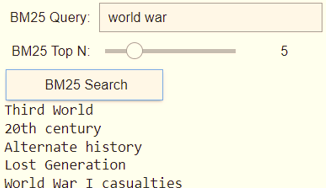 BM25 Query: world war
BM25 Top N: 5
BM25 Search
Third World
20th century
Alternate history
Lost Generation
World War I casualties